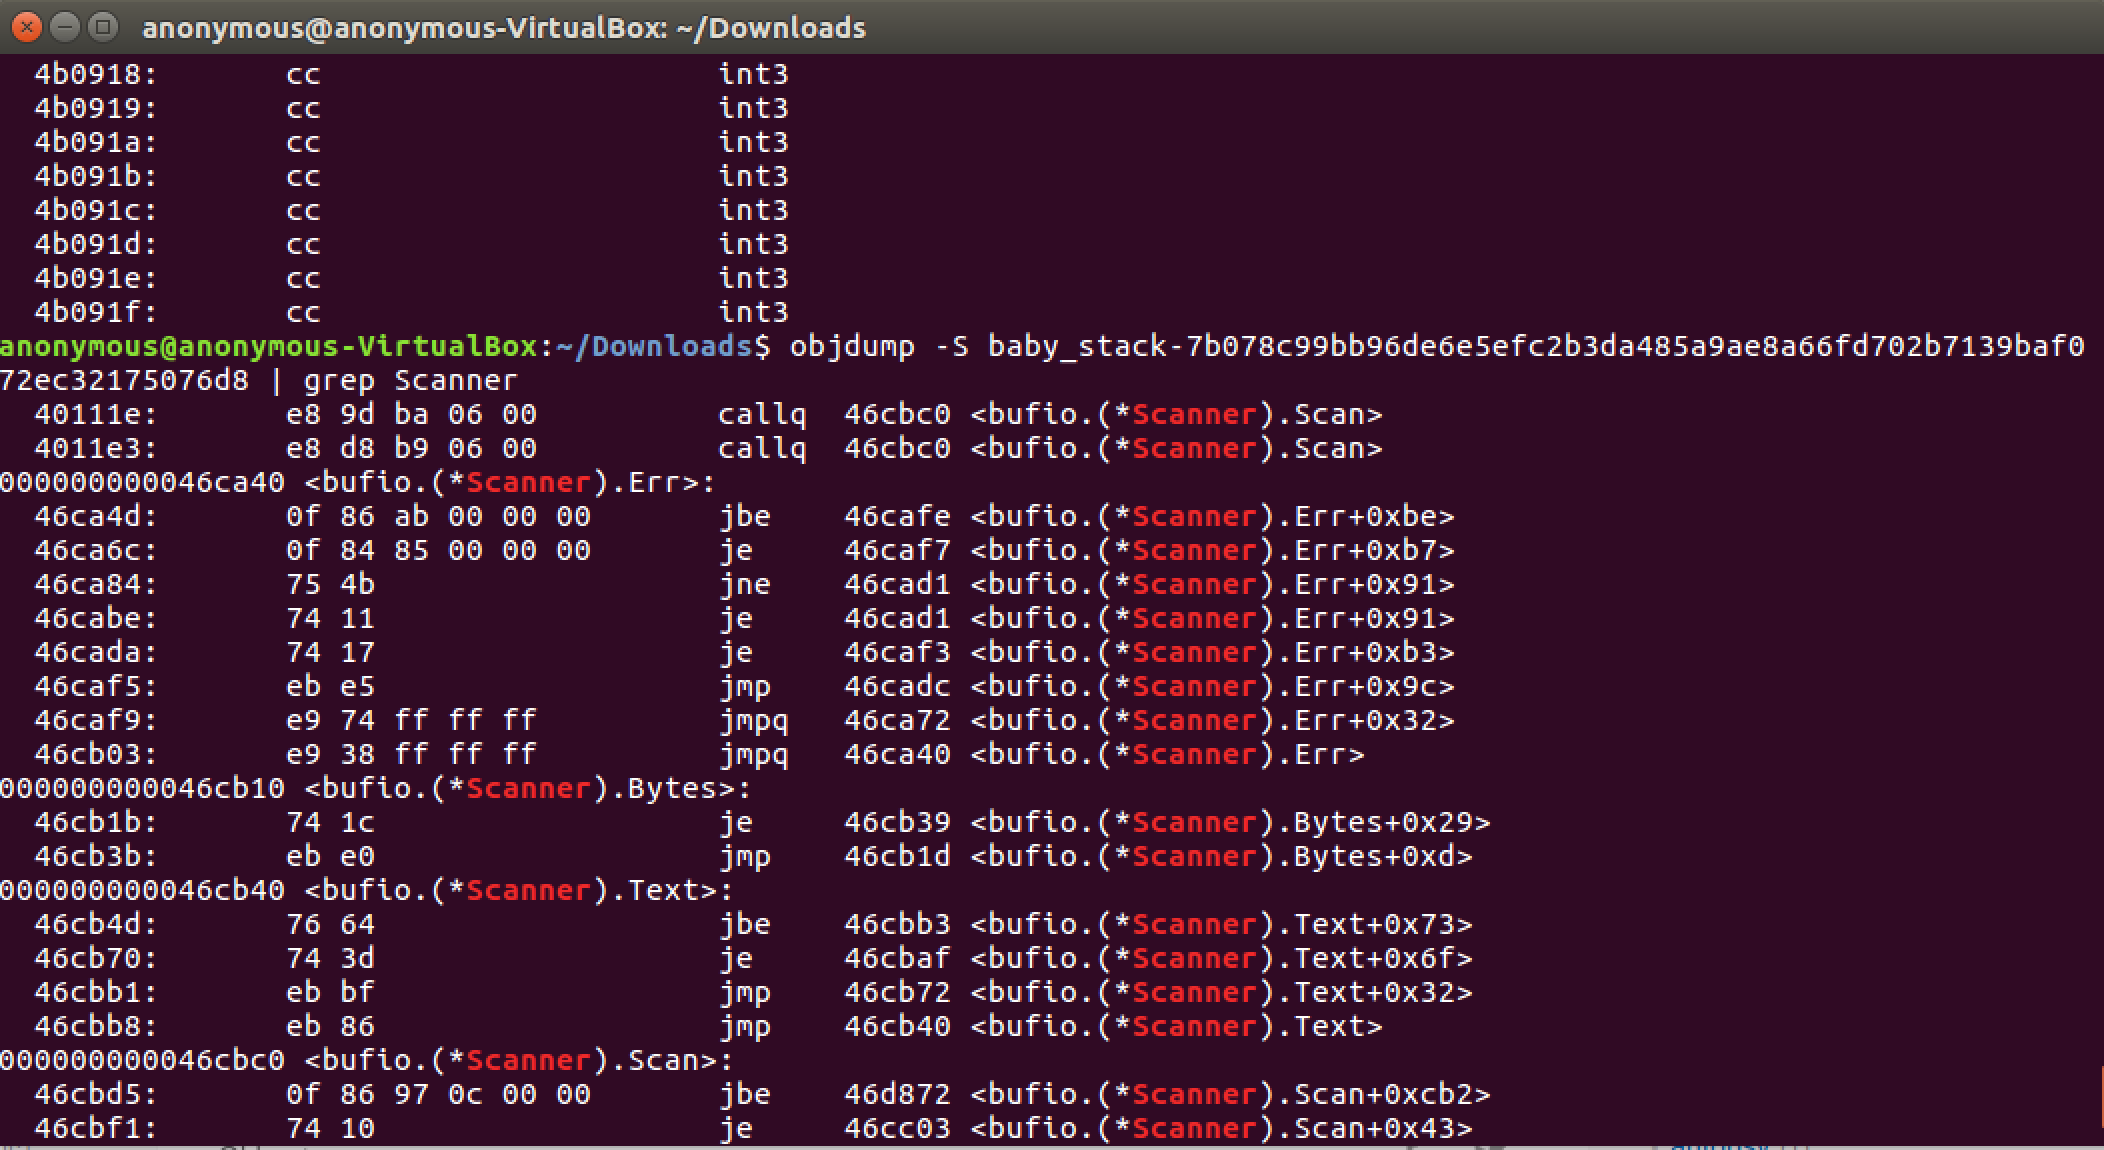 anonymous@anonymous-VirtualBox: ~/Downloads
4b0918: cc int3
4b0919: cc int3
4b091a: cc int3
4b091b: cc int3
4b091c: cc int3
4b091d: cc int3
4b091e: cc int3
4b091f: cc int3
anonymous@anonymous-VirtualBox:~/Downloads$ objdump -S baby_stack-7b078c99bb96de6e5efc2b3da485a9ae8a66fd702b7139baf0
72ec32175076d8 | grep Scanner
40111e: e8 9d ba 06 00 callq 46cbc0 <bufio.(*Scanner).Scan>
4011e3: e8 d8 b9 06 00 callq 46cbc0 <bufio.(*Scanner).Scan>
000000000046ca40 <bufio.(*Scanner).Err>:
46ca4d: 0f 86 ab 00 00 00 jbe 46cafe <bufio.(*Scanner).Err+0xbe>
46ca6c: 0f 84 85 00 00 00 je 46caf7 <bufio.(*Scanner).Err+0xb7>
46ca84: 75 4b jne 46cad1 <bufio.(*Scanner).Err+0x91>
46cabe: 74 11 je 46cad1 <bufio.(*Scanner).Err+0x91>
46cada: 74 17 je 46caf3 <bufio.(*Scanner).Err+0xb3>
46caf5: eb e5 jmp 46cadc <bufio.(*Scanner).Err+0x9c>
46caf9: e9 74 ff ff ff jmpq 46ca72 <bufio.(*Scanner).Err+0x32>
46cb03: e9 38 ff ff ff jmpq 46ca40 <bufio.(*Scanner).Err>
000000000046cb10 <bufio.(*Scanner).Bytes>:
46cb1b: 74 1c je 46cb39 <bufio.(*Scanner).Bytes+0x29>
46cb3b: eb e0 jmp 46cb1d <bufio.(*Scanner).Bytes+0xd>
000000000046cb40 <bufio.(*Scanner).Text>:
46cb4d: 76 64 jbe 46cbb3 <bufio.(*Scanner).Text+0x73>
46cb70: 74 3d je 46cbaf <bufio.(*Scanner).Text+0x6f>
46cbb1: eb bf jmp 46cb72 <bufio.(*Scanner).Text+0x32>
46cbb8: eb 86 jmp 46cb40 <bufio.(*Scanner).Text>
000000000046cbc0 <bufio.(*Scanner).Scan>:
46cbd5: 0f 86 97 0c 00 00 jbe 46d872 <bufio.(*Scanner).Scan+0xcb2>
46cbf1: 74 10 je 46cc03 <bufio.(*Scanner).Scan+0x43>